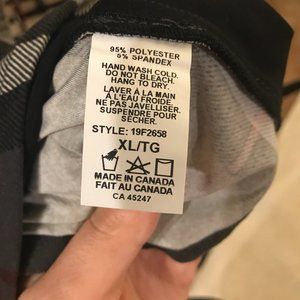 95% POLYESTER
5% SPANDEX
HAND WASH COLD.
DO NOT BLEACH.
HANG TO DRY.
LAVER À LA MAIN
À L'EAU FROIDE.
NE PAS JAVELLISER.
SUSPENDRE POUR
SÉCHER.
STYLE: 19F2658
XL/TG
MADE IN CANADA
FAIT AU CANADA
CA 45247